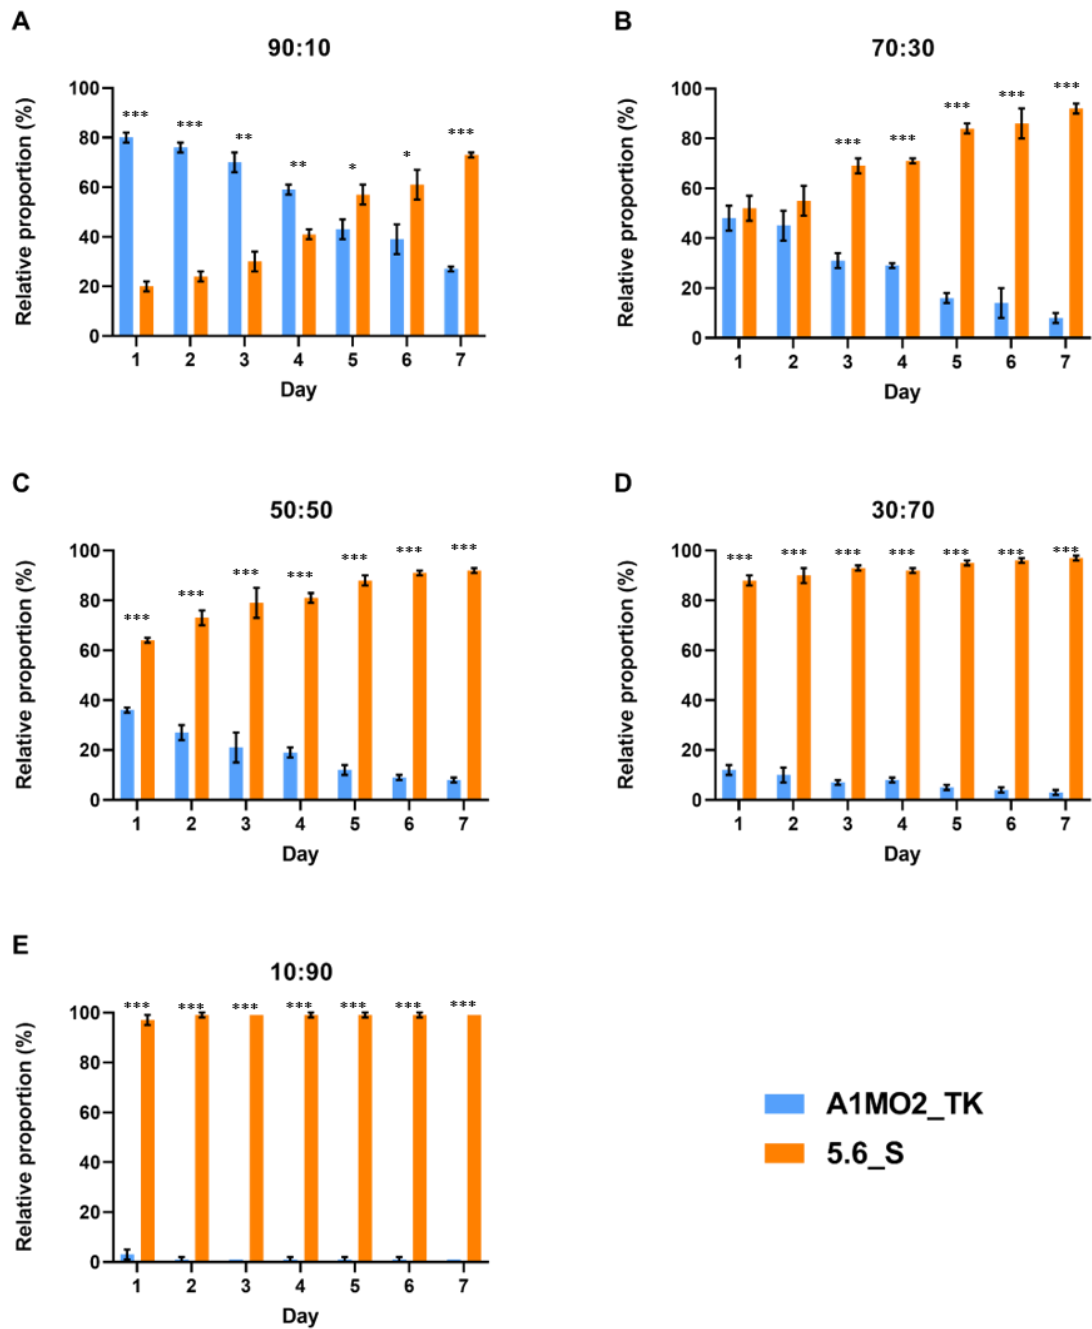 A
90:10
Relative proportion (%)
100
80
60
40
20
0
*** *** ** ** * * ***
1 2 3 4 5 6 7
Day
B
70:30
Relative proportion (%)
100
80
60
40
20
0
*** *** *** *** ***
1 2 3 4 5 6 7
Day
C
50:50
Relative proportion (%)
100
80
60
40
20
0
*** *** *** *** *** *** ***
1 2 3 4 5 6 7
Day
D
30:70
Relative proportion (%)
100
80
60
40
20
0
*** *** *** *** *** *** ***
1 2 3 4 5 6 7
Day
E
10:90
Relative proportion (%)
100
80
60
40
20
0
*** *** *** *** *** *** ***
1 2 3 4 5 6 7
Day
A1MO2_TK
5.6_S